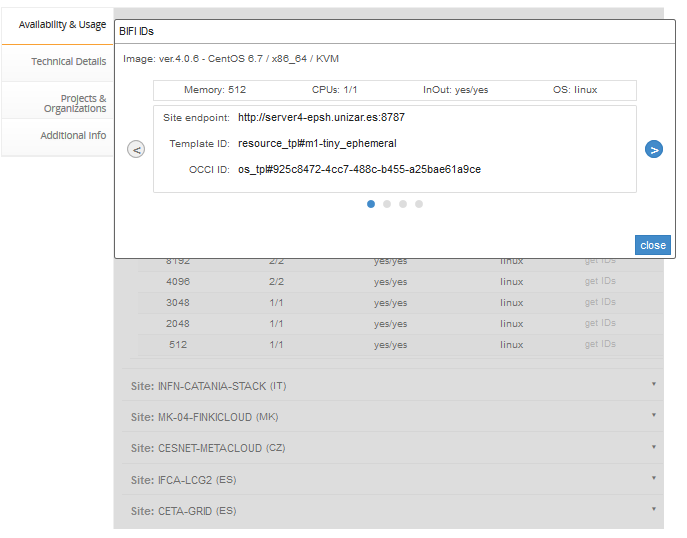 Availability & Usage
Technical Details
Projects &
Organizations
Additional Info
BIFI IDs
Image: ver.4.0.6 - CentOS 6.7 / x86_64 / KVM
Memory: 512 CPUs: 1/1 InOut: yes/yes OS: linux
Site endpoint: http://server4-epsh.unizar.es:8787
Template ID: resource_tpl#m1-tiny_ephemeral
OCCI ID: os_tpl#925c8472-4cc7-488c-b455-a25bae61a9ce
< >
close
8192 2/2 yes/yes linux get IDs
4096 2/2 yes/yes linux get IDs
3048 1/1 yes/yes linux get IDs
2048 1/1 yes/yes linux get IDs
512 1/1 yes/yes linux get IDs
Site: INFN-CATANIA-STACK (IT)
Site: MK-04-FINKICLOUD (MK)
Site: CESNET-METACLOUD (CZ)
Site: IFCA-LCG2 (ES)
Site: CETA-GRID (ES)